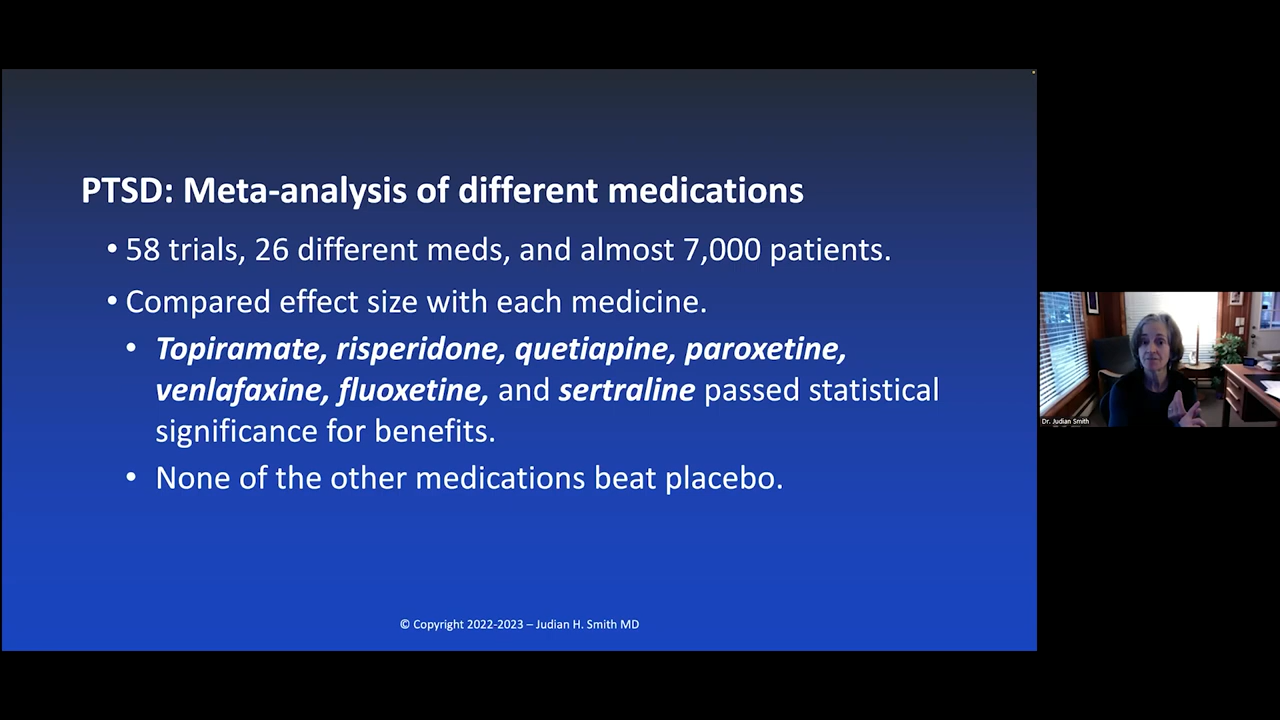 PTSD: Meta-analysis of different medications
• 58 trials, 26 different meds, and almost 7,000 patients.
• Compared effect size with each medicine.
• Topiramate, risperidone, quetiapine, paroxetine,
venlafaxine, fluoxetine, and sertraline passed statistical
significance for benefits.
• None of the other medications beat placebo.
© Copyright 2022-2023 – Judian H. Smith MD
Dr. Judian Smith